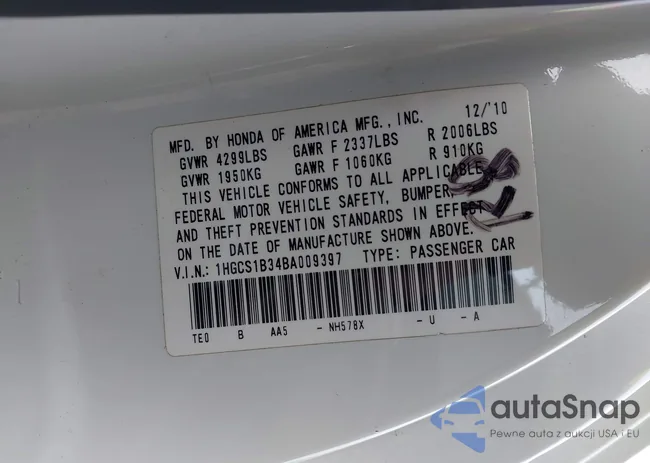 MFD. BY HONDA OF AMERICA MFG., INC. 12/'10
GVWR 4299LBS GAWR F 2337LBS R 2006LBS
GVWR 1950KG GAWR F 1060KG R 910KG
THIS VEHICLE CONFORMS TO ALL APPLICABLE
FEDERAL MOTOR VEHICLE SAFETY, BUMPER,
AND THEFT PREVENTION STANDARDS IN EFFECT
ON THE DATE OF MANUFACTURE SHOWN ABOVE.
V.I.N.: 1HGCS1B34BA009397 TYPE: PASSENGER CAR
TE0 B AA5 - NH578X - U - A
autaSnap
Pewne auta z aukcji USA i EU